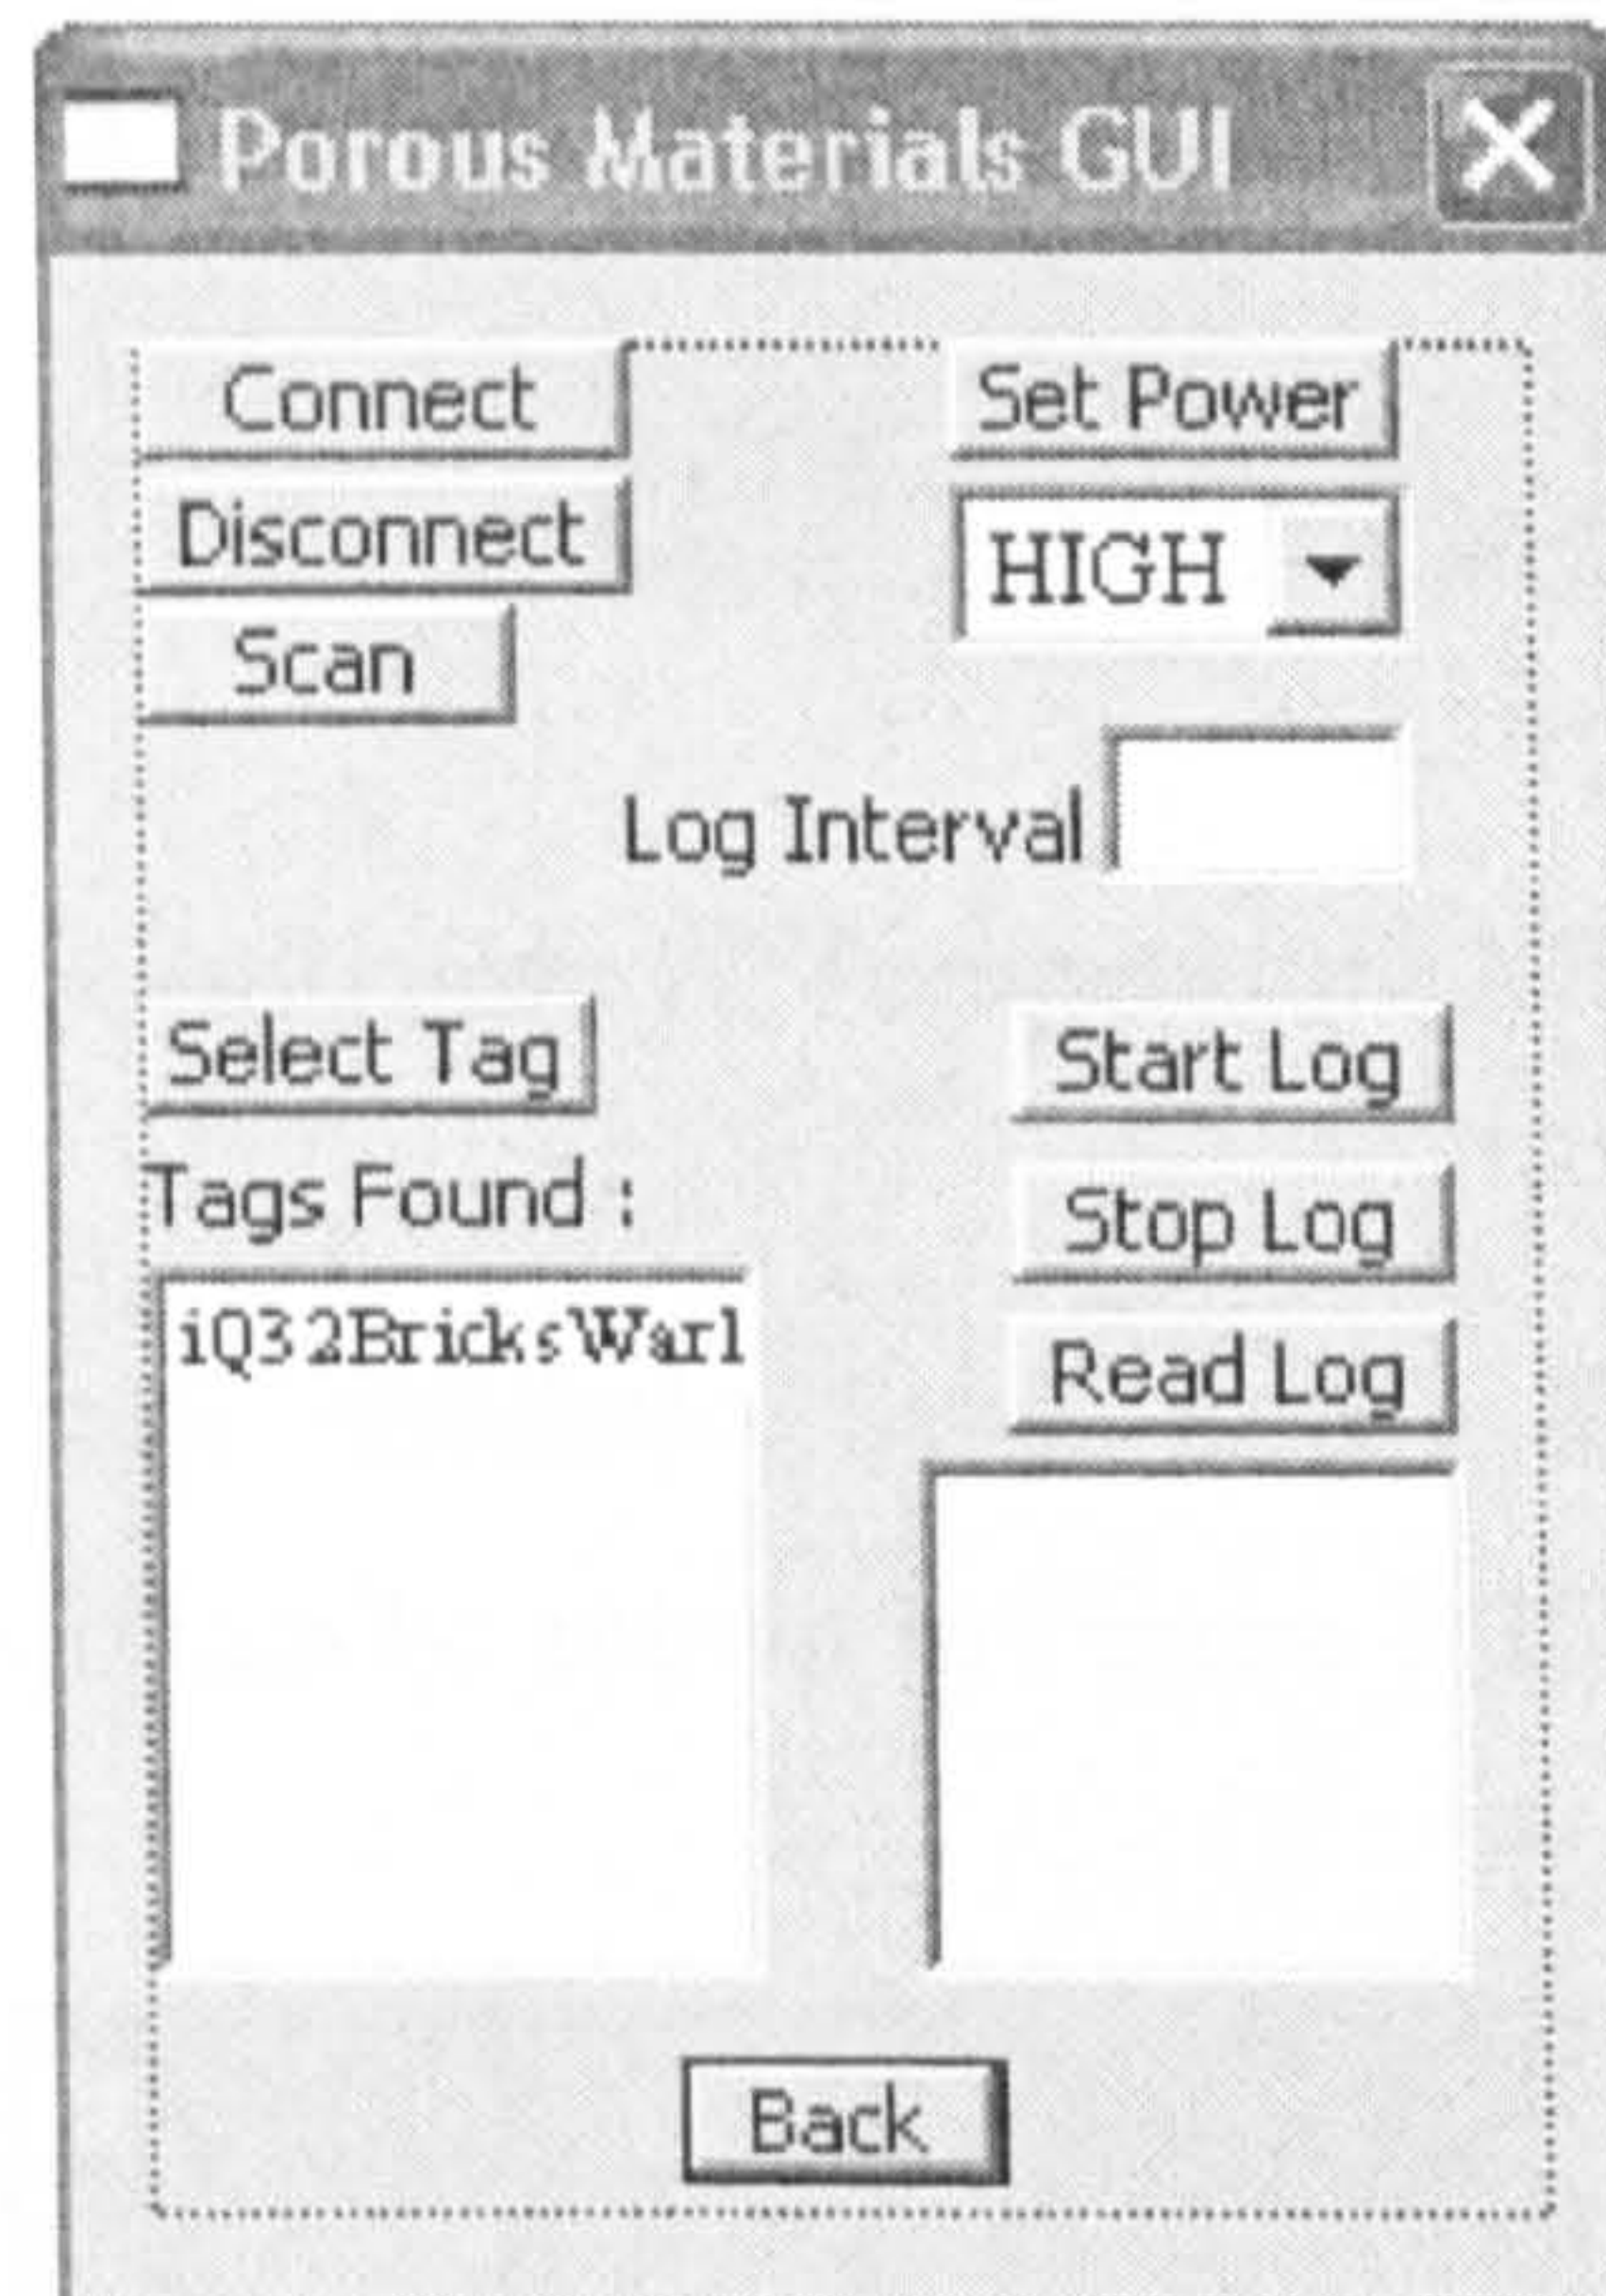 Porous Materials GUI
Connect
Set Power
Disconnect
HIGH
Scan
Log Interval
Select Tag
Start Log
Tags Found :
Stop Log
iQ32BricksWarl
Read Log
Back